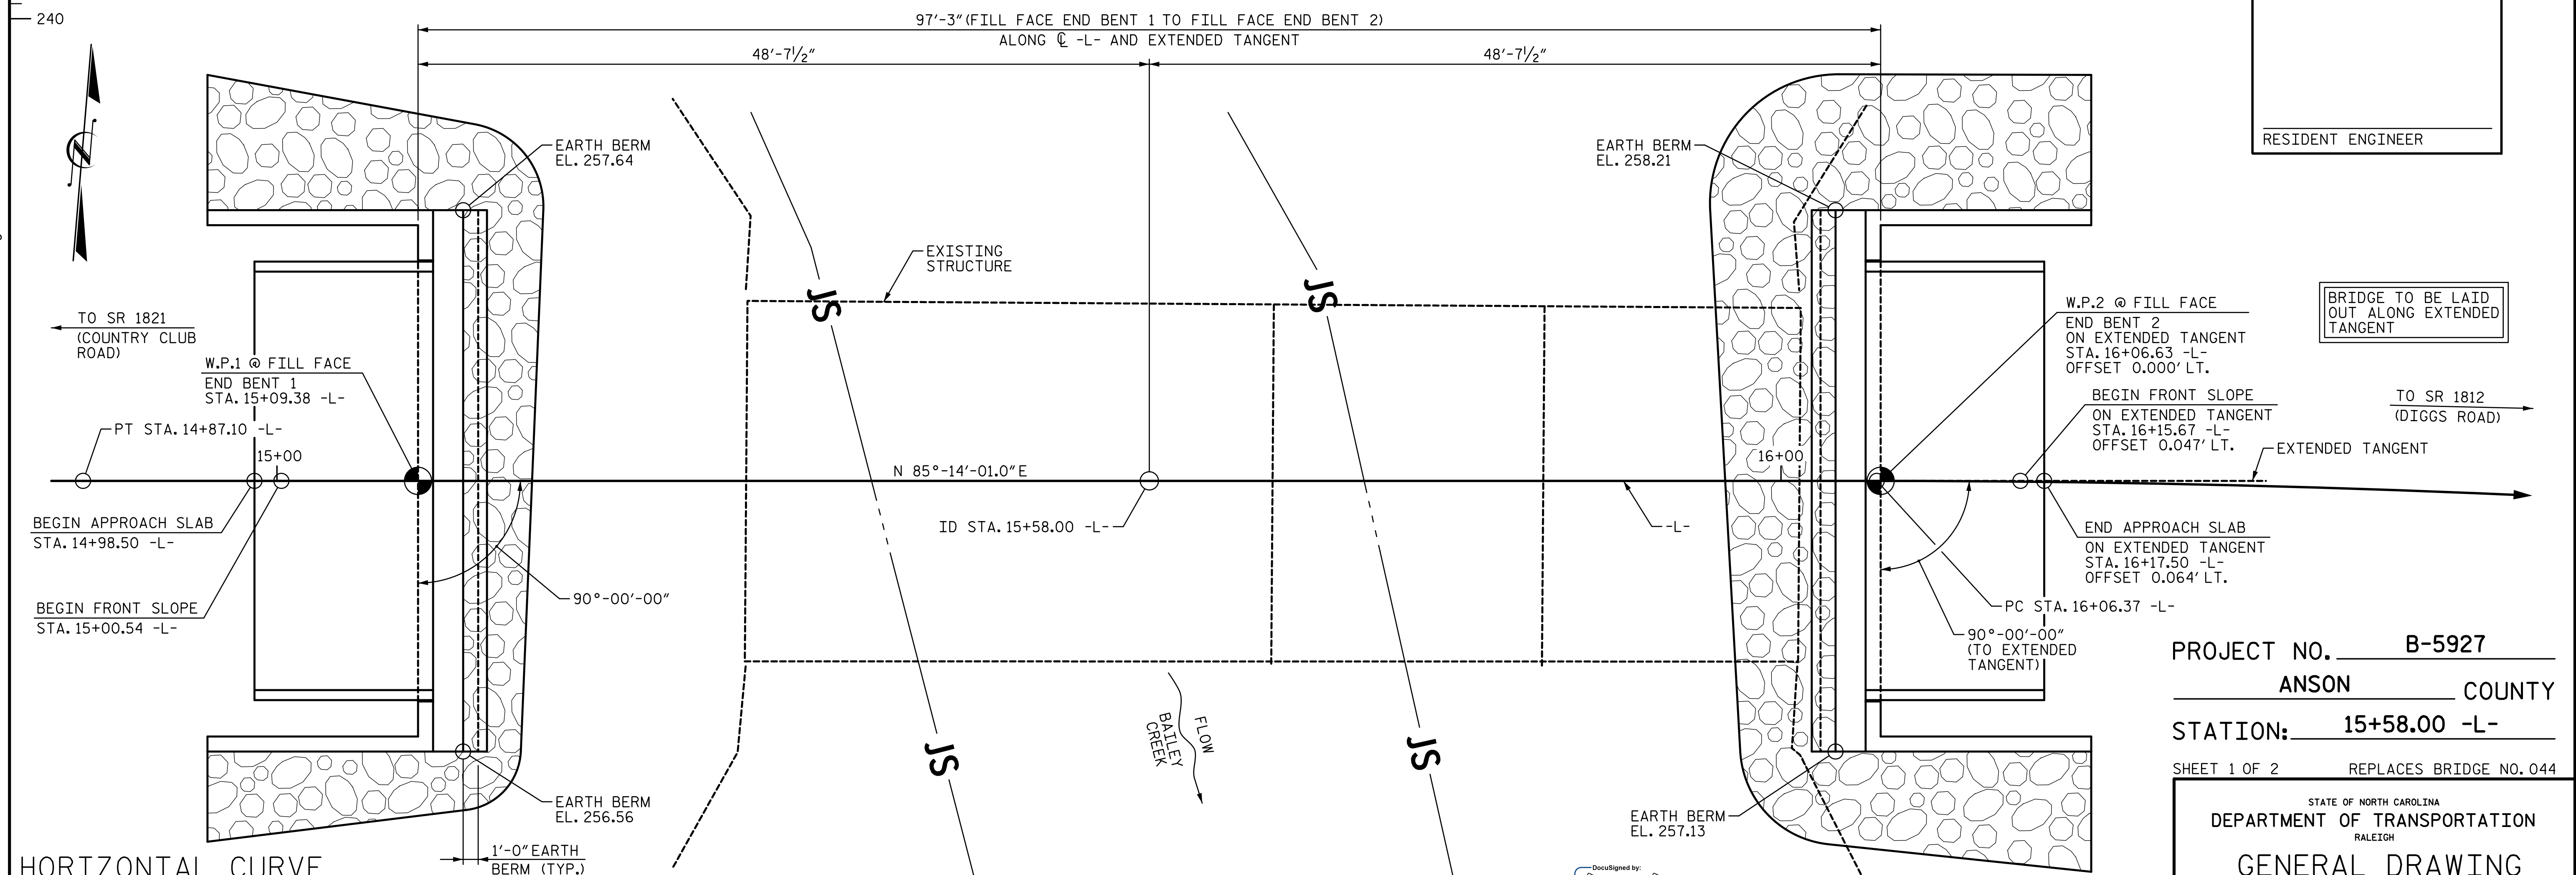 240
97'-3" (FILL FACE END BENT 1 TO FILL FACE END BENT 2)
ALONG ℄ -L- AND EXTENDED TANGENT
48'-7½"
48'-7½"
RESIDENT ENGINEER
N
EARTH BERM
EL. 257.64
EARTH BERM
EL. 258.21
EXISTING
STRUCTURE
JS
JS
TO SR 1821
(COUNTRY CLUB
ROAD)
W.P.1 @ FILL FACE
END BENT 1
STA. 15+09.38 -L-
PT STA. 14+87.10 -L-
15+00
BEGIN APPROACH SLAB
STA. 14+98.50 -L-
BEGIN FRONT SLOPE
STA. 15+00.54 -L-
90°-00'-00"
N 85°-14'-01.0" E
ID STA. 15+58.00 -L-
-L-
16+00
W.P.2 @ FILL FACE
END BENT 2
ON EXTENDED TANGENT
STA. 16+06.63 -L-
OFFSET 0.000' LT.
BRIDGE TO BE LAID
OUT ALONG EXTENDED
TANGENT
BEGIN FRONT SLOPE
ON EXTENDED TANGENT
STA. 16+15.67 -L-
OFFSET 0.047' LT.
TO SR 1812
(DIGGS ROAD)
EXTENDED TANGENT
END APPROACH SLAB
ON EXTENDED TANGENT
STA. 16+17.50 -L-
OFFSET 0.064' LT.
PC STA. 16+06.37 -L-
90°-00'-00"
(TO EXTENDED
TANGENT)
FLOW
BAILEY
CREEK
JS
JS
EARTH BERM
EL. 256.56
EARTH BERM
EL. 257.13
1'-0" EARTH
BERM (TYP.)
HORIZONTAL CURVE
DocuSigned by:
PROJECT NO. B-5927
ANSON COUNTY
STATION: 15+58.00 -L-
SHEET 1 OF 2 REPLACES BRIDGE NO. 044
STATE OF NORTH CAROLINA
DEPARTMENT OF TRANSPORTATION
RALEIGH
GENERAL DRAWING